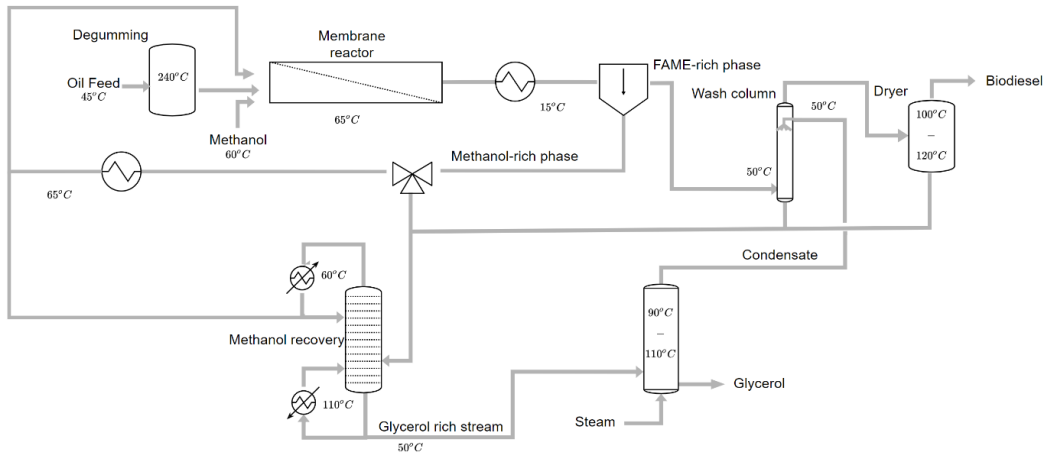 Degumming
Oil Feed
45°C
240°C
Methanol
60°C
Membrane
reactor
65°C
15°C
FAME-rich phase
Wash column
50°C
50°C
Dryer
100°C
–
120°C
Biodiesel
Methanol-rich phase
65°C
60°C
Methanol recovery
110°C
Glycerol rich stream
50°C
Condensate
90°C
–
110°C
Glycerol
Steam